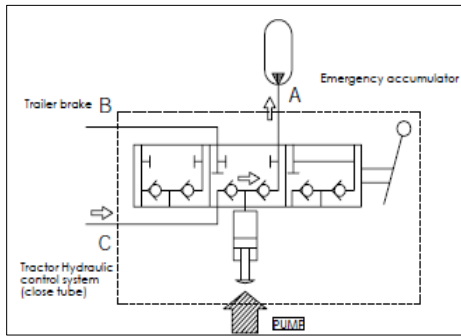 Emergency accumulator
A
Trailer brake B
C
Tractor Hydraulic
control system
(close tube)
PUMP